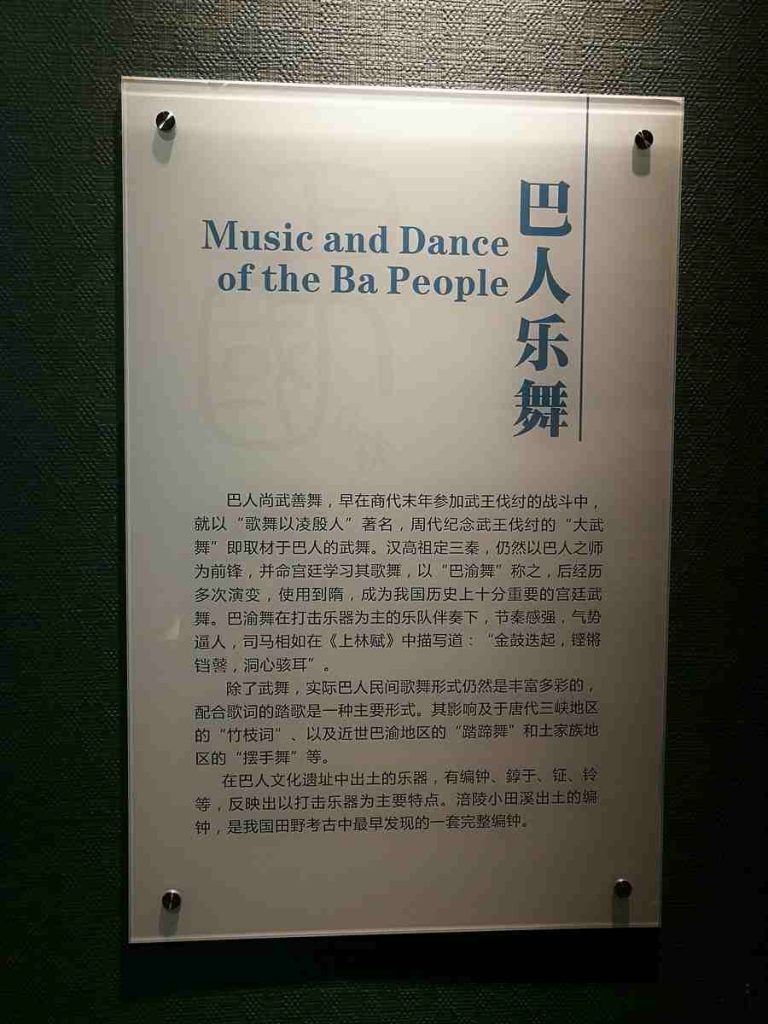 Music and Dance
of the Ba People
巴人乐舞
巴人尚武善舞，早在商代末年参加武王伐纣的战斗中，
就以“歌舞以凌殷人”著名，周代纪念武王伐纣的“大武
舞”即取材于巴人的武舞。汉高祖定三秦，仍然以巴人之师
为前锋，并命宫廷学习其歌舞，以“巴渝舞”称之，后经历
多次演变，使用到隋，成为我国历史上十分重要的宫廷武
舞。巴渝舞在打击乐器为主的乐队伴奏下，节奏感强，气势
逼人，司马相如在《上林赋》中描写道：“金鼓迭起，铿锵
铛鼞，洞心骇耳”。
除了武舞，实际巴人民间歌舞形式仍然是丰富多彩的，
配合歌词的踏歌是一种主要形式。其影响及于唐代三峡地区
的“竹枝词”、以及近世巴渝地区的“踏蹄舞”和土家族地
区的“摆手舞”等。
在巴人文化遗址中出土的乐器，有编钟、錞于、钲、铃
等，反映出以打击乐器为主要特点。涪陵小田溪出土的编
钟，是我国田野考古中最早发现的一套完整编钟。